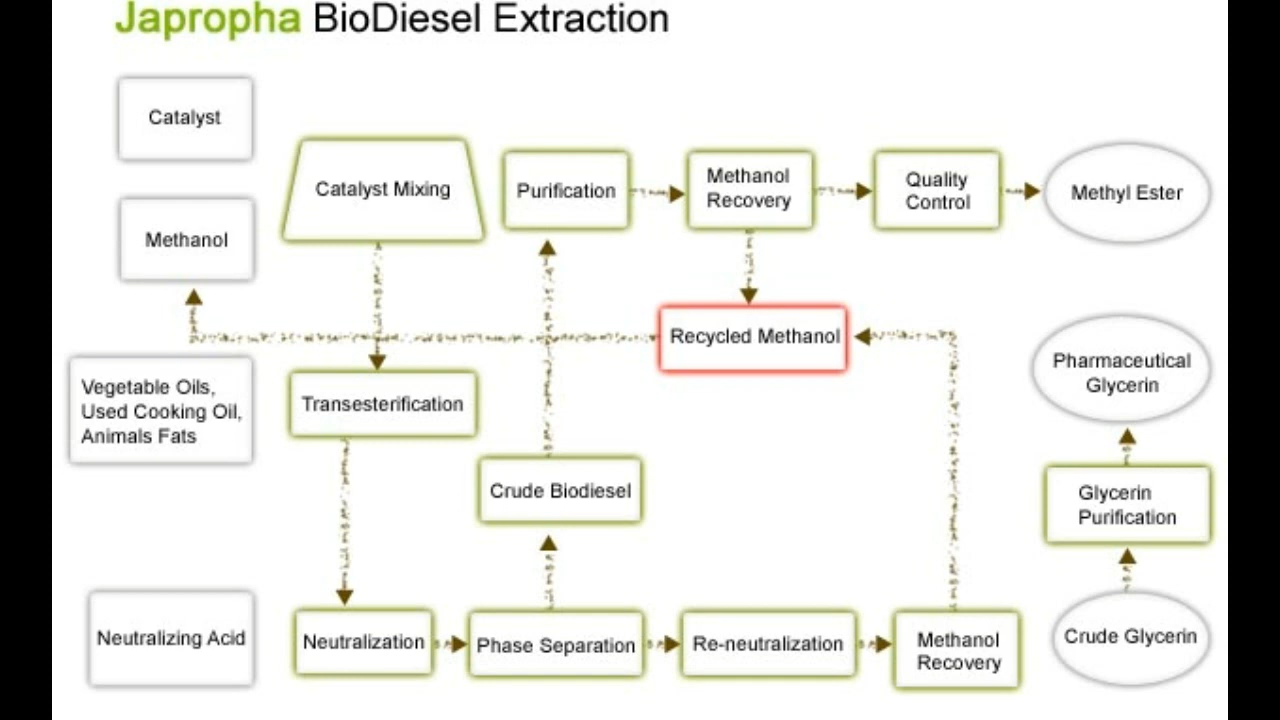 Japropha BioDiesel Extraction
Catalyst
Catalyst Mixing
Purification
Methanol
Recovery
Quality
Control
Methyl Ester
Methanol
Recycled Methanol
Vegetable Oils,
Used Cooking Oil,
Animals Fats
Transesterification
Pharmaceutical
Glycerin
Crude Biodiesel
Glycerin
Purification
Neutralizing Acid
Neutralization
Phase Separation
Re-neutralization
Methanol
Recovery
Crude Glycerin